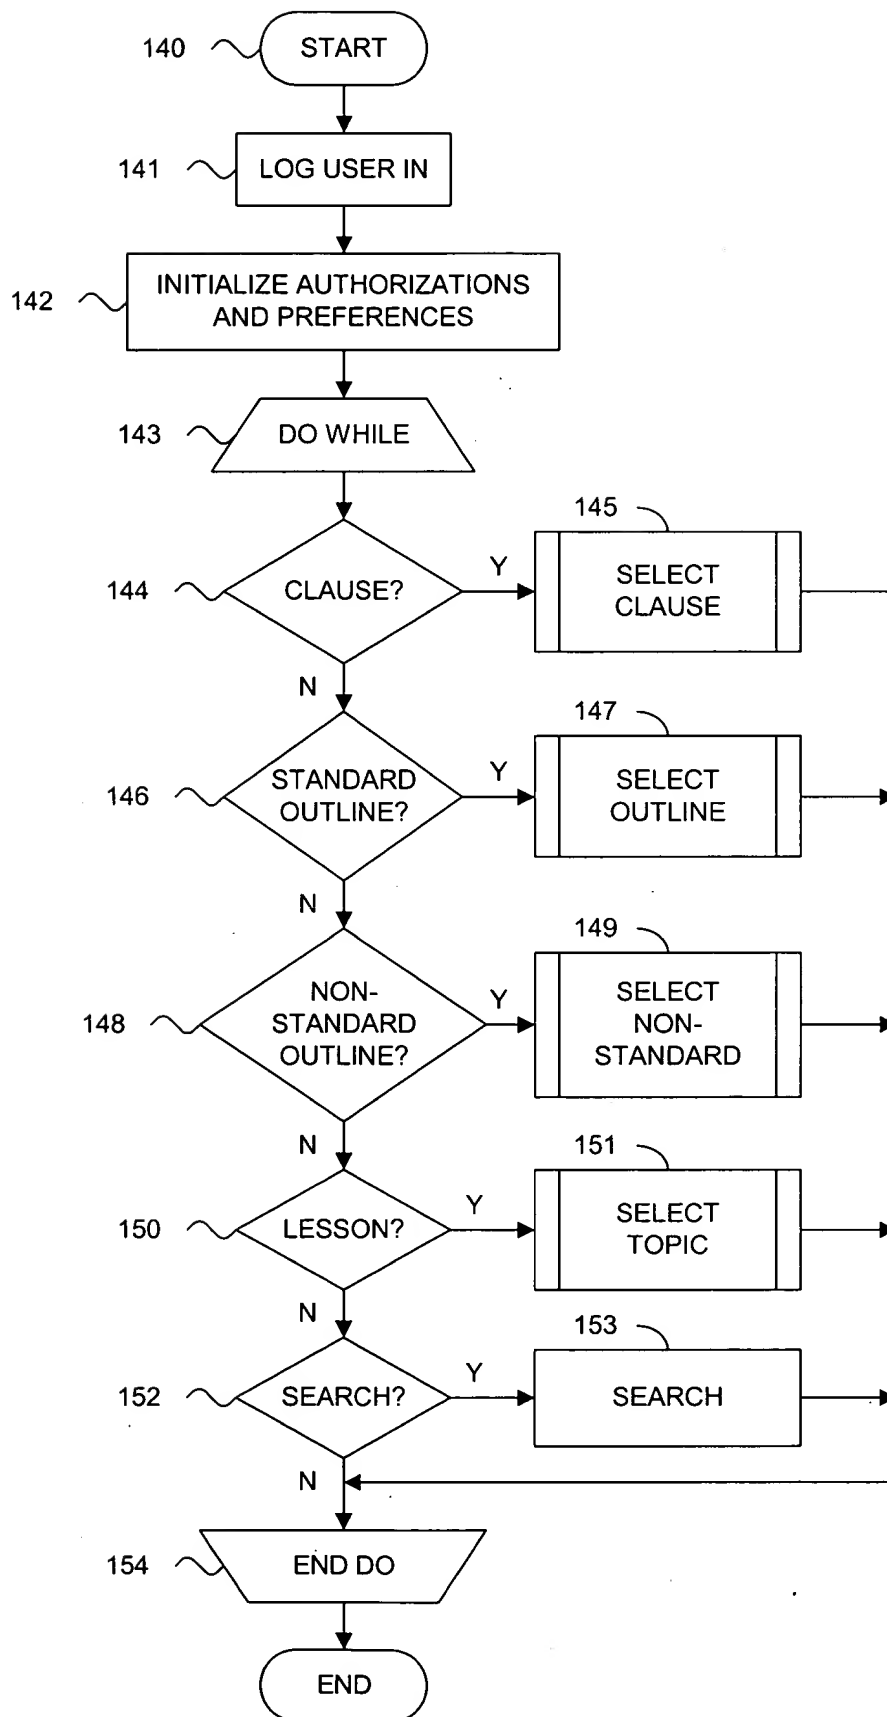 140
START
141
LOG USER IN
142
INITIALIZE AUTHORIZATIONS
AND PREFERENCES
143
DO WHILE
144
CLAUSE?
Y
145
SELECT
CLAUSE
N
146
STANDARD
OUTLINE?
Y
147
SELECT
OUTLINE
N
148
NON-
STANDARD
OUTLINE?
Y
149
SELECT
NON-
STANDARD
N
150
LESSON?
Y
151
SELECT
TOPIC
N
152
SEARCH?
Y
153
SEARCH
N
154
END DO
END